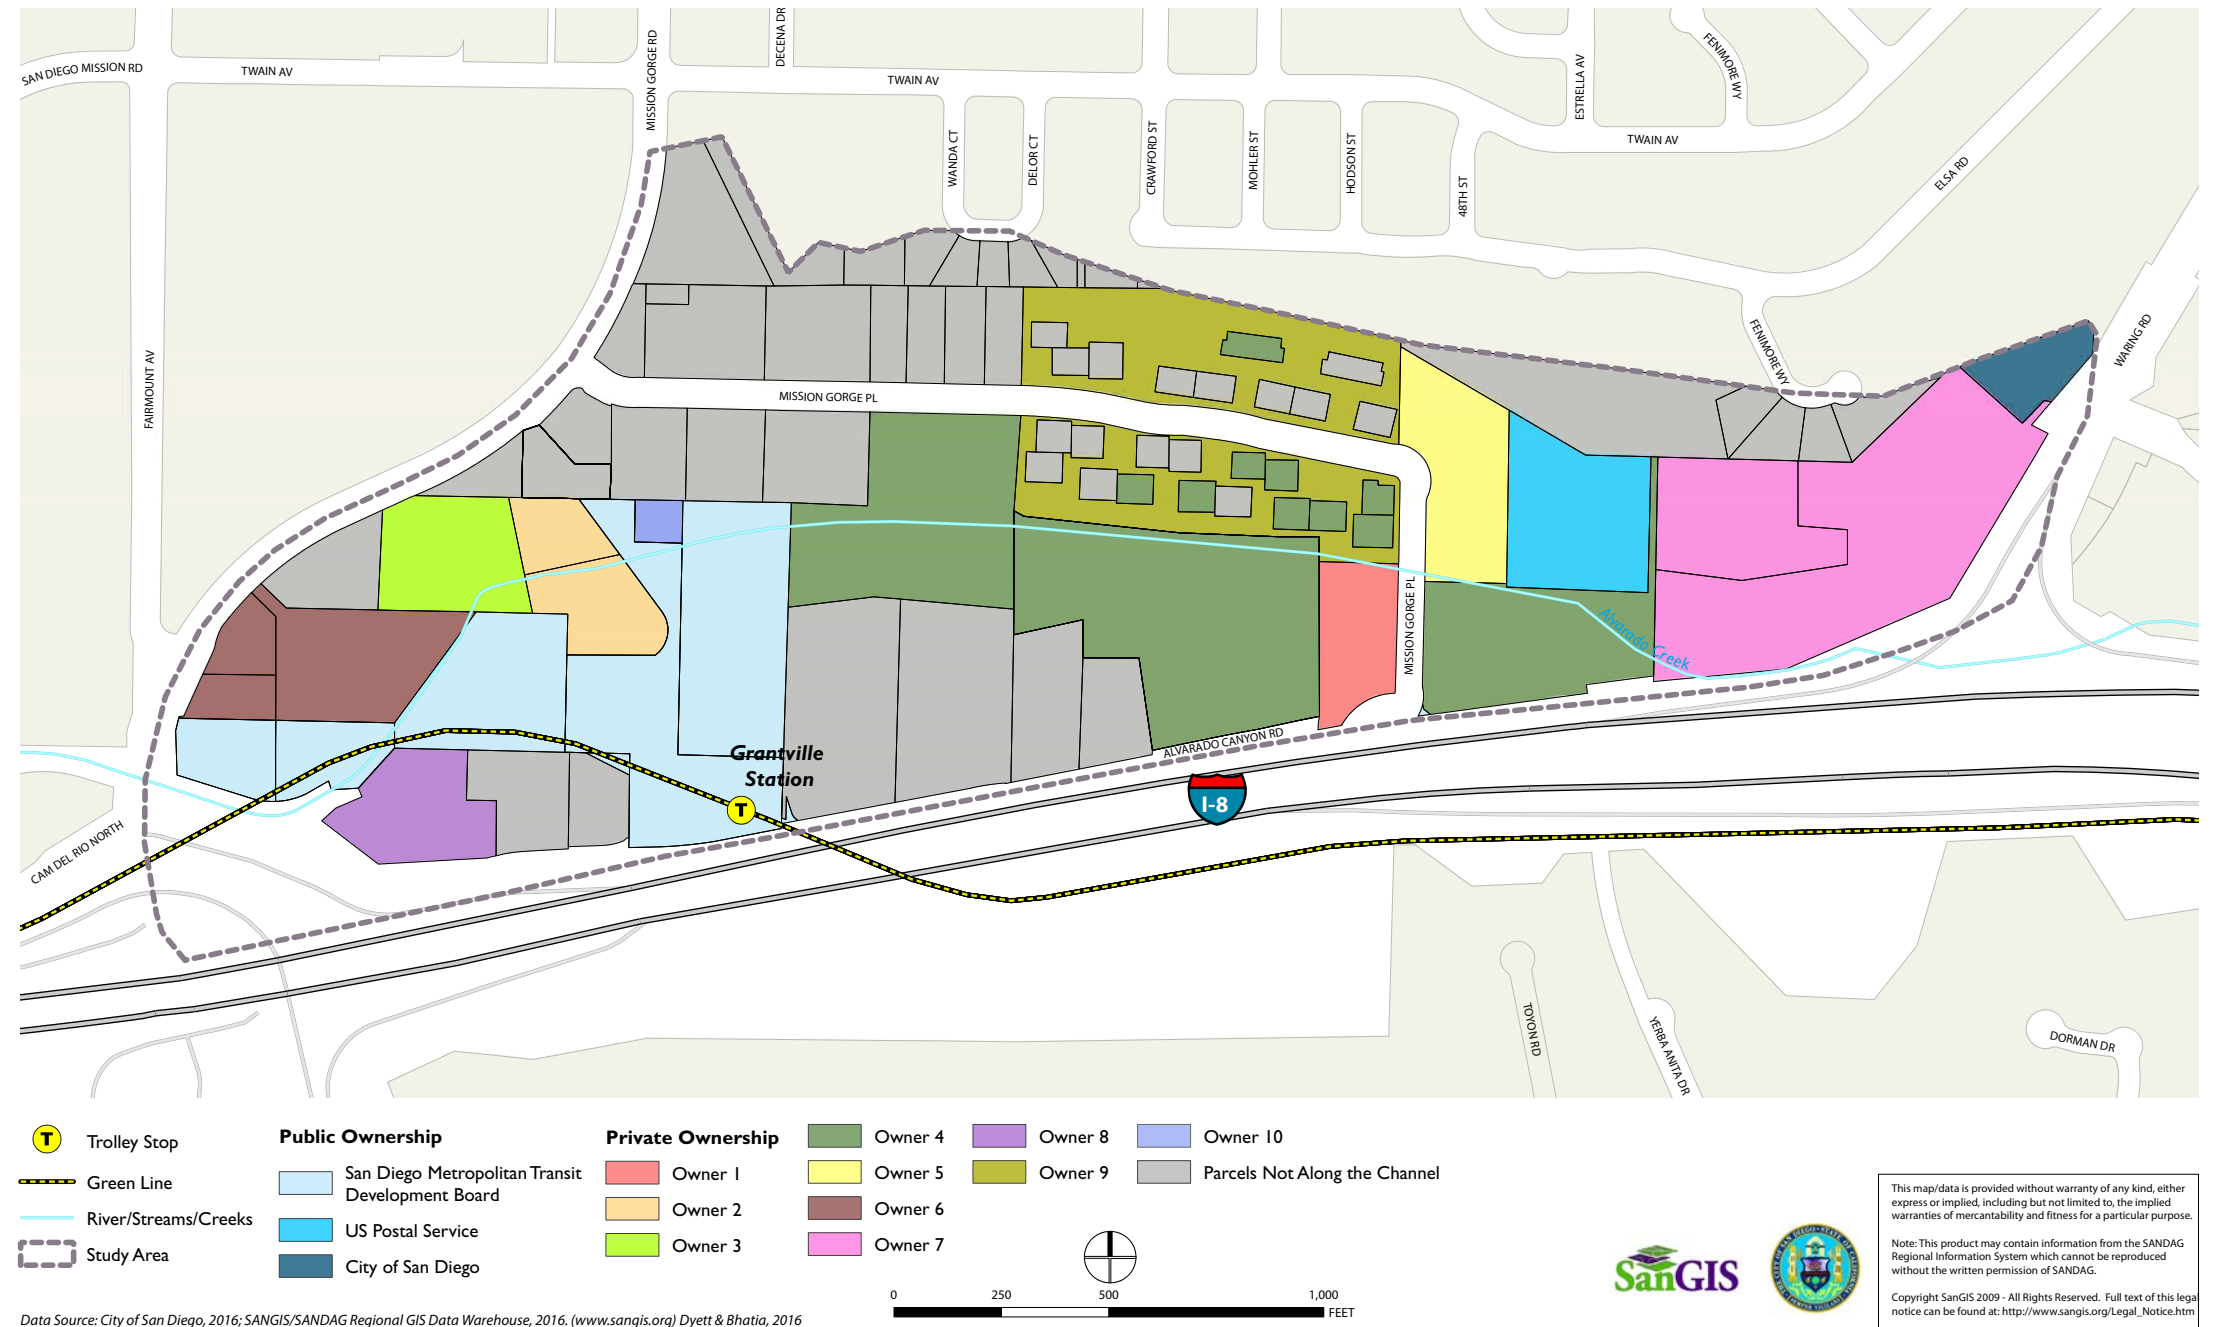 DECENA DR
MISSION GORGE RD
SAN DIEGO MISSION RD
TWAIN AV
TWAIN AV
ESTRELLA AV
FENIMORE WY
TWAIN AV
WANDA CT
DELOR CT
CRAWFORD ST
MOHLER ST
HODSON ST
48TH ST
ELSA RD
FAIRMOUNT AV
FENIMORE WY
WARING RD
MISSION GORGE PL
MISSION GORGE PL
Alvarado Creek
Grantville
Station
T
ALVARADO CANYON RD
I-8
CAM DEL RIO NORTH
TOYON RD
YERBA ANITA DR
DORMAN DR
T
Trolley Stop
Green Line
River/Streams/Creeks
Study Area
Public Ownership
San Diego Metropolitan Transit
Development Board
US Postal Service
City of San Diego
Private Ownership
Owner 1
Owner 2
Owner 3
Owner 4
Owner 5
Owner 6
Owner 7
Owner 8
Owner 9
Owner 10
Parcels Not Along the Channel
0 250 500 1,000
FEET
SanGIS
This map/data is provided without warranty of any kind, either
express or implied, including but not limited to, the implied
warranties of mercantability and fitness for a particular purpose.
Note: This product may contain information from the SANDAG
Regional Information System which cannot be reproduced
without the written permission of SANDAG.
Copyright SanGIS 2009 - All Rights Reserved. Full text of this legal
notice can be found at: http://www.sangis.org/Legal_Notice.htm
Data Source: City of San Diego, 2016; SANGIS/SANDAG Regional GIS Data Warehouse, 2016. (www.sangis.org) Dyett & Bhatia, 2016